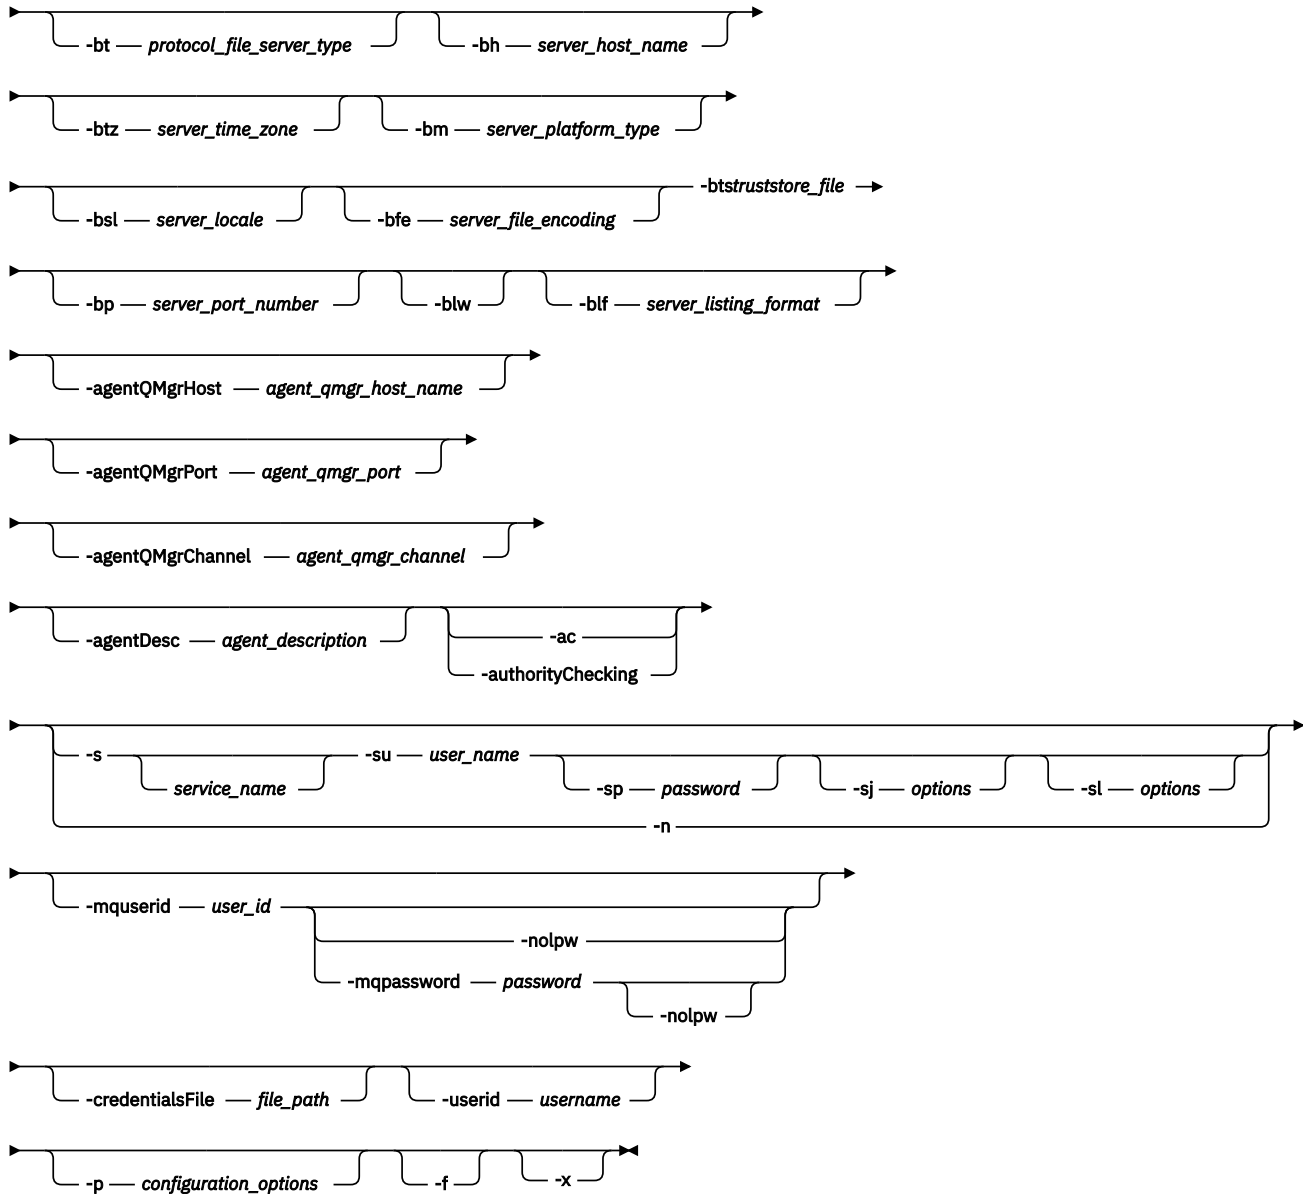 -bt protocol_file_server_type -bh server_host_name
-btz server_time_zone -bm server_platform_type
-btstruststore_file
-bsl server_locale -bfe server_file_encoding
-bp server_port_number -blw -blf server_listing_format
-agentQMgrHost agent_qmgr_host_name
-agentQMgrPort agent_qmgr_port
-agentQMgrChannel agent_qmgr_channel
-agentDesc agent_description -ac
-authorityChecking
-s -su user_name
service_name -sp password -sj options -sl options
-n
-mquserid user_id
-nolpw
-mqpassword password
-nolpw
-credentialsFile file_path -userid username
-p configuration_options -f -x